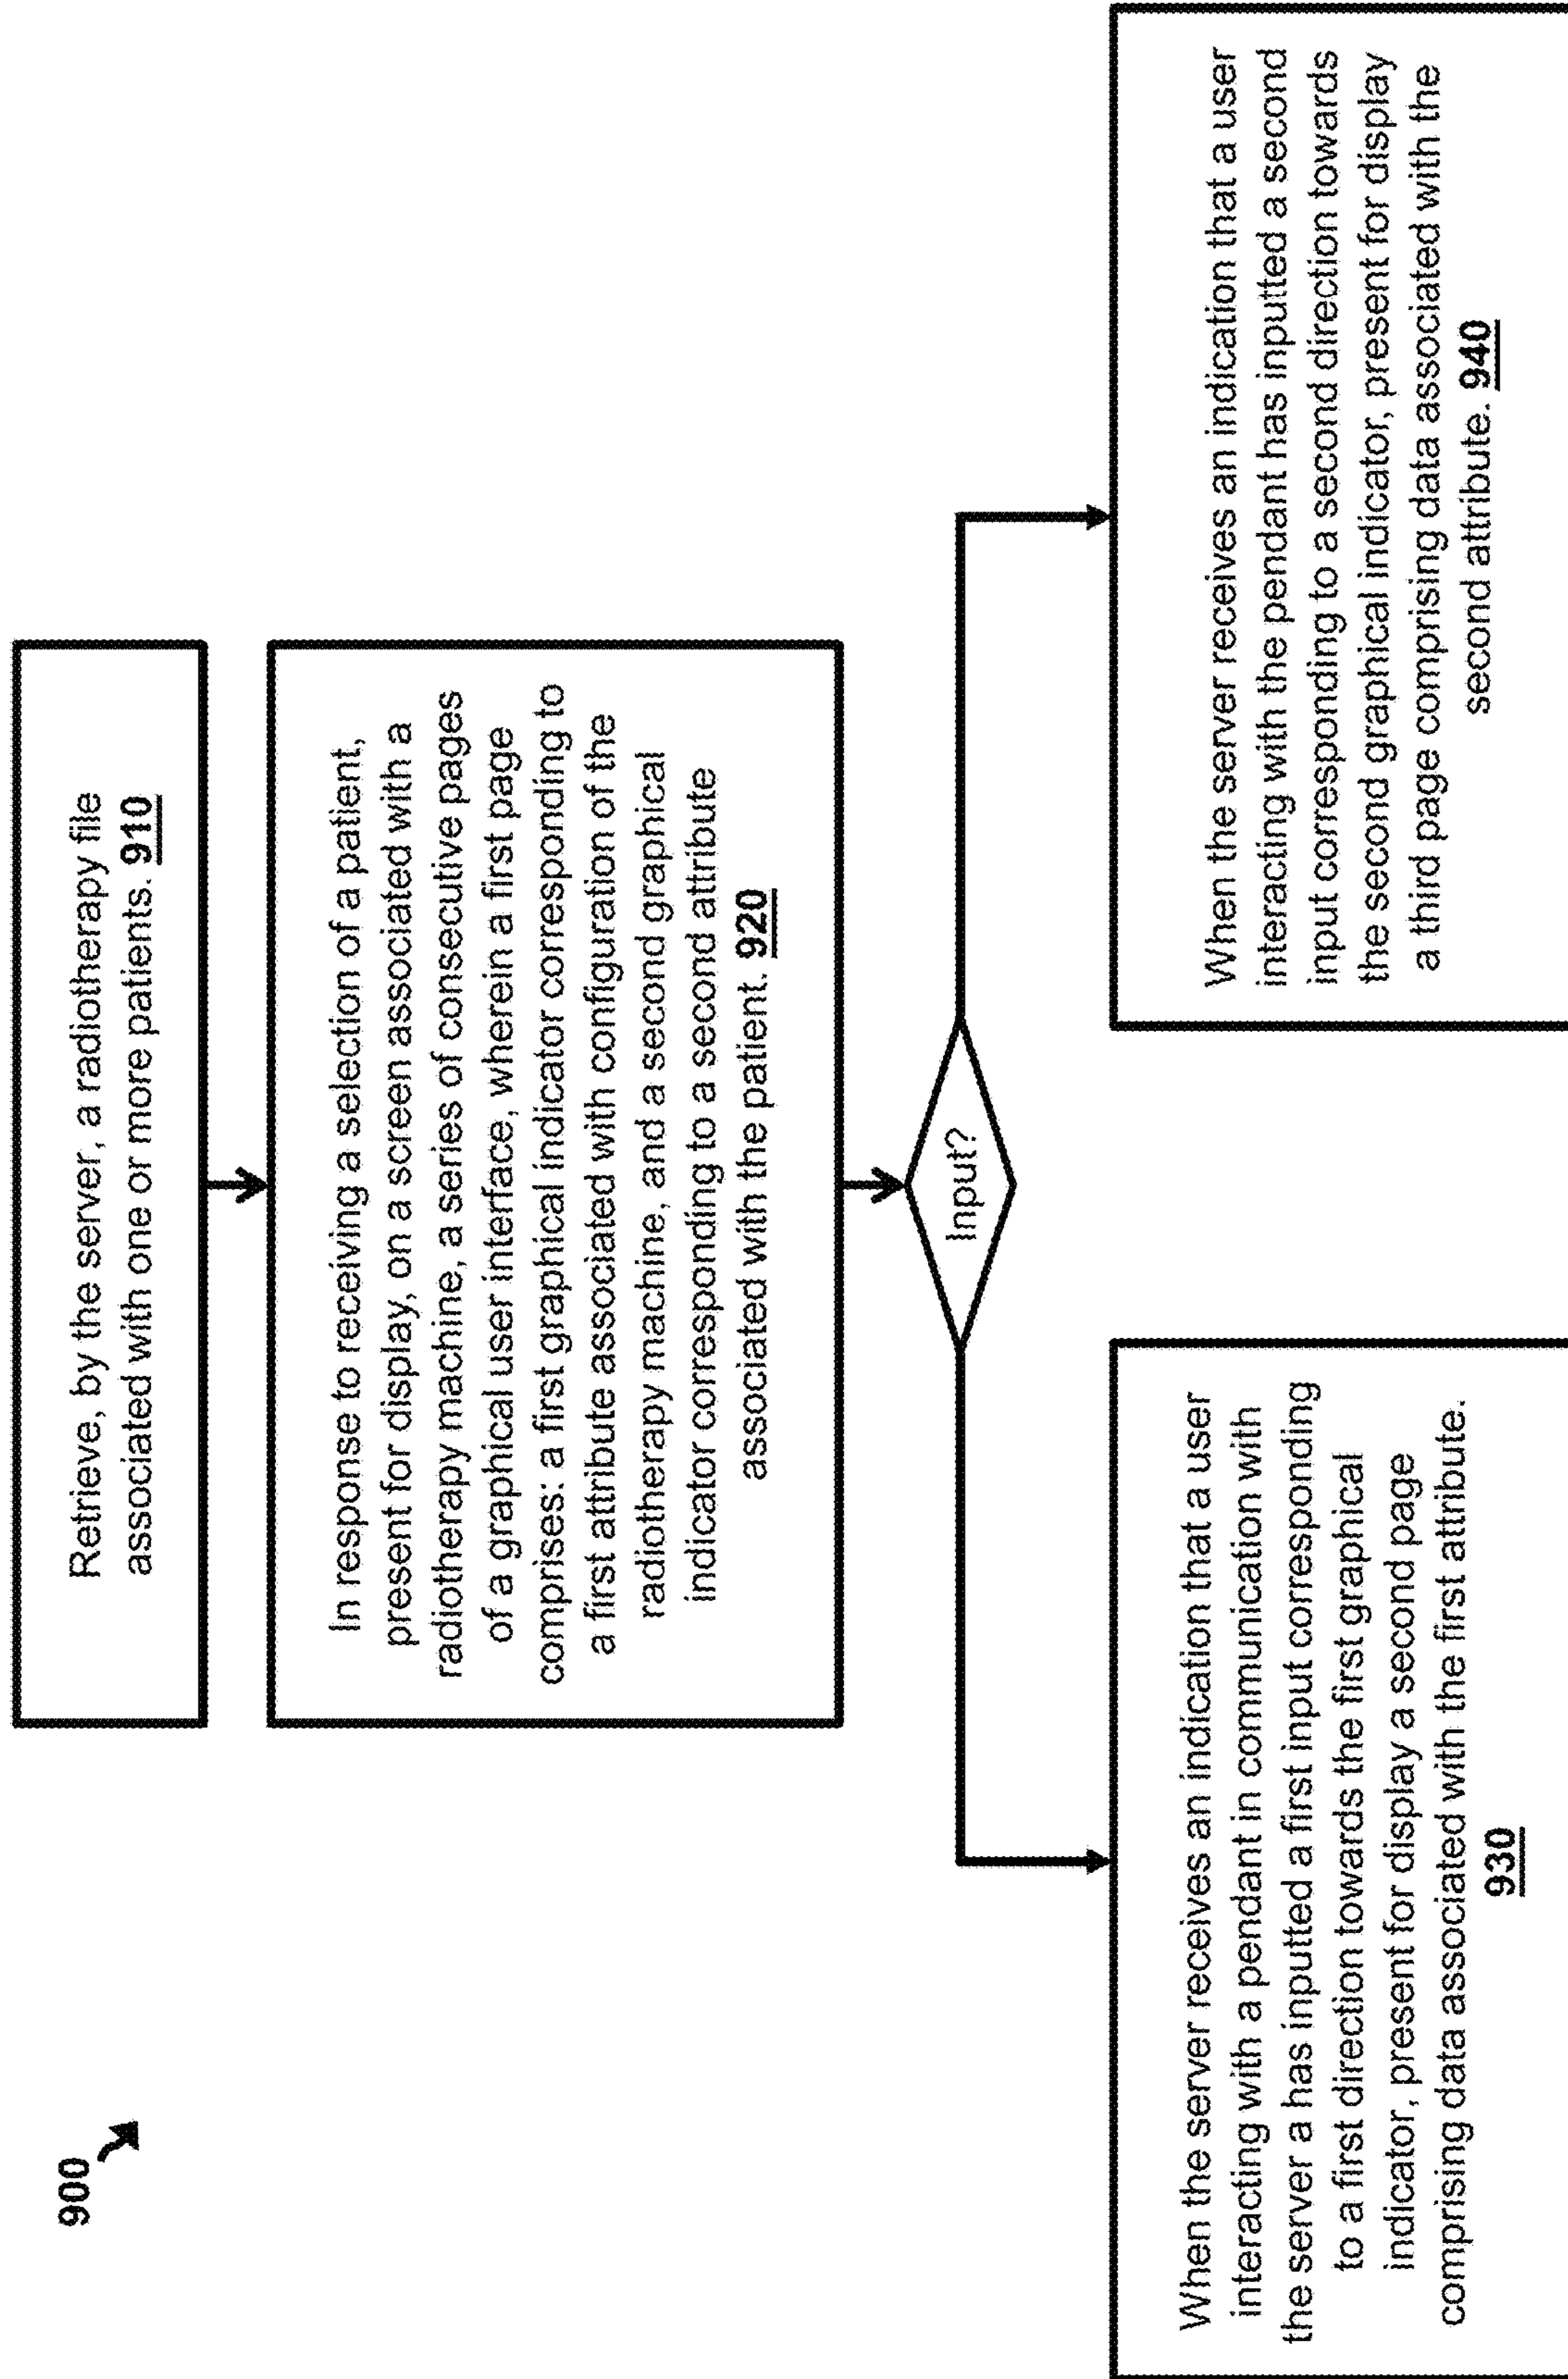 900
Retrieve, by the server, a radiotherapy file
associated with one or more patients. 910
In response to receiving a selection of a patient,
present for display, on a screen associated with a
radiotherapy machine, a series of consecutive pages
of a graphical user interface, wherein a first page
comprises: a first graphical indicator corresponding to
a first attribute associated with configuration of the
radiotherapy machine, and a second graphical
indicator corresponding to a second attribute
associated with the patient. 920
Input?
When the server receives an indication that a user
interacting with a pendant in communication with
the server a has inputted a first input corresponding
to a first direction towards the first graphical
indicator, present for display a second page
comprising data associated with the first attribute.
930
When the server receives an indication that a user
interacting with the pendant has inputted a second
input corresponding to a second direction towards
the second graphical indicator, present for display
a third page comprising data associated with the
second attribute. 940